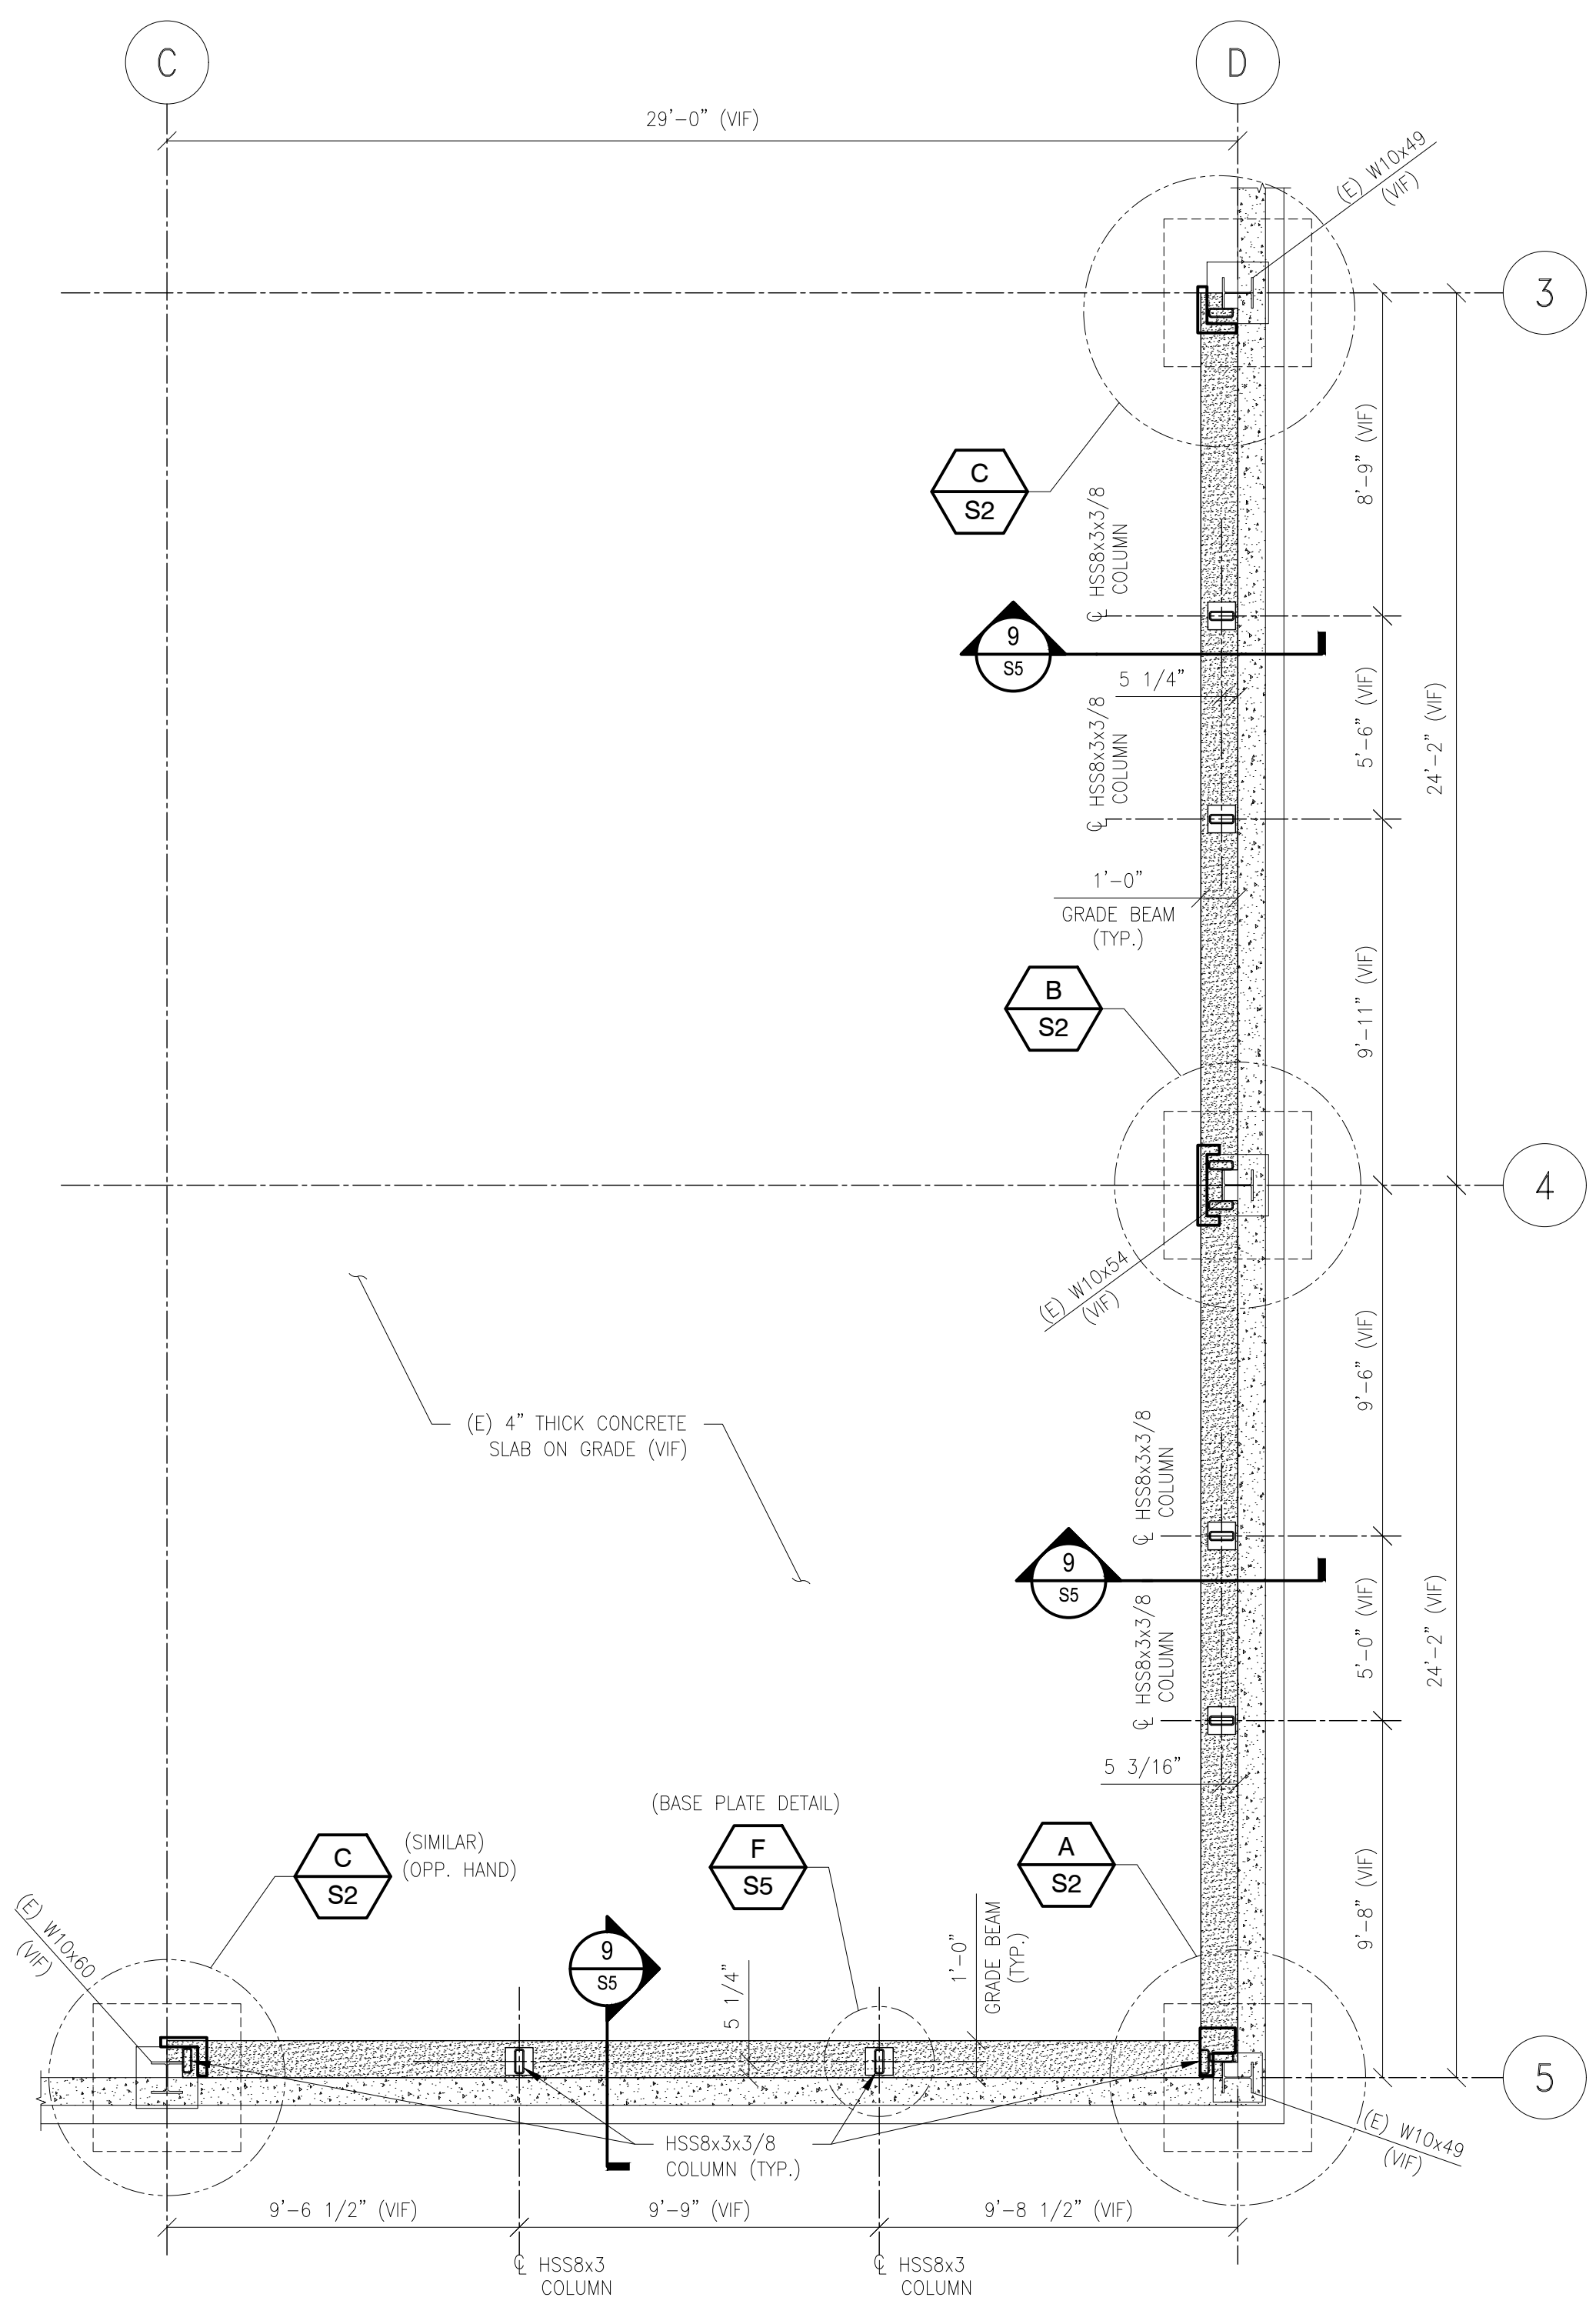 C
D
29'-0" (VIF)
(E) W10x49
(VIF)
3
8'-9" (VIF)
C
S2
℄ HSS8x3x3/8
COLUMN
9
S5
5 1/4"
5'-6" (VIF)
24'-2" (VIF)
℄ HSS8x3x3/8
COLUMN
1'-0"
GRADE BEAM
(TYP.)
9'-11" (VIF)
B
S2
4
(E) W10x54
(VIF)
9'-6" (VIF)
(E) 4" THICK CONCRETE
SLAB ON GRADE (VIF)
℄ HSS8x3x3/8
COLUMN
9
S5
5'-0" (VIF)
24'-2" (VIF)
℄ HSS8x3x3/8
COLUMN
5 3/16"
(BASE PLATE DETAIL)
C
S2
(SIMILAR)
(OPP. HAND)
F
S5
A
S2
9'-8" (VIF)
(E) W10x60
(VIF)
9
S5
5 1/4"
1'-0"
GRADE BEAM
(TYP.)
5
HSS8x3x3/8
COLUMN (TYP.)
(E) W10x49
(VIF)
9'-6 1/2" (VIF)
9'-9" (VIF)
9'-8 1/2" (VIF)
℄ HSS8x3
COLUMN
℄ HSS8x3
COLUMN